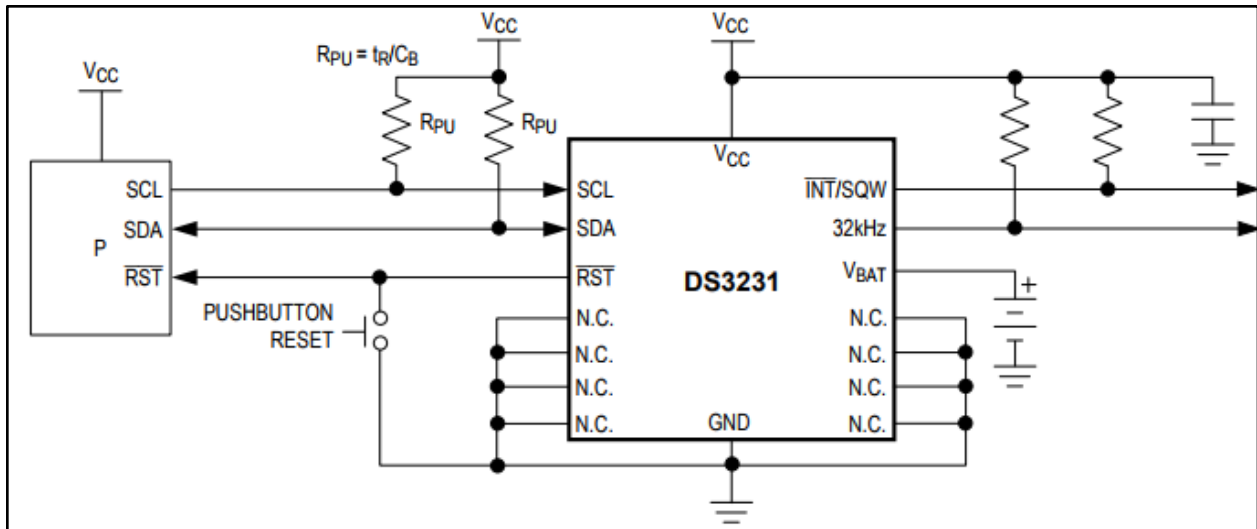 VCC
VCC
RPU = tR/CB
VCC
RPU
RPU
VCC
SCL
SCL
INT/SQW
SDA
SDA
32kHz
P
RST
RST
DS3231
VBAT
+
PUSHBUTTON
RESET
N.C.
N.C.
N.C.
N.C.
N.C.
N.C.
N.C.
GND
N.C.